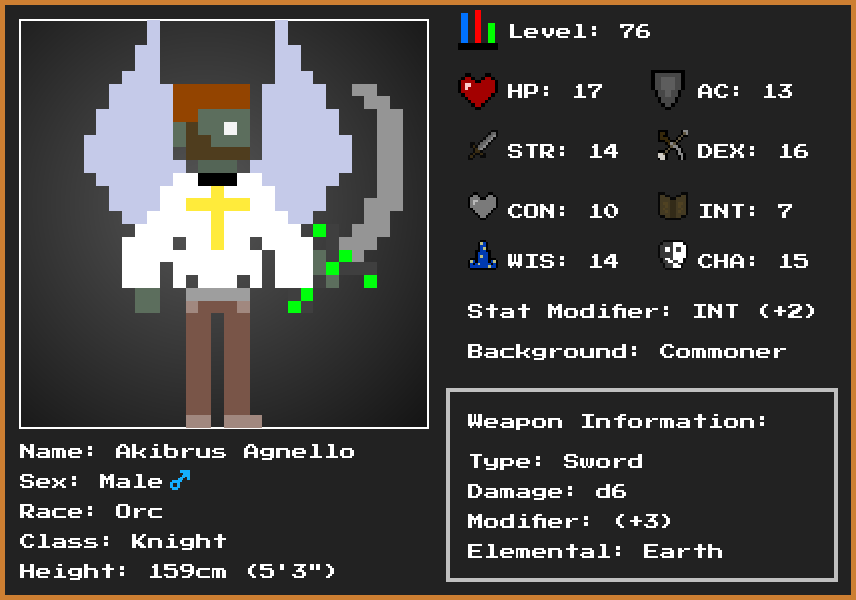 Level: 76
HP: 17
AC: 13
STR: 14
DEX: 16
CON: 10
INT: 7
WIS: 14
CHA: 15
Stat Modifier: INT (+2)
Background: Commoner
Weapon Information:
Type: Sword
Damage: d6
Modifier: (+3)
Elemental: Earth
Name: Akibrus Agnello
Sex: Male ♂
Race: Orc
Class: Knight
Height: 159cm (5'3")